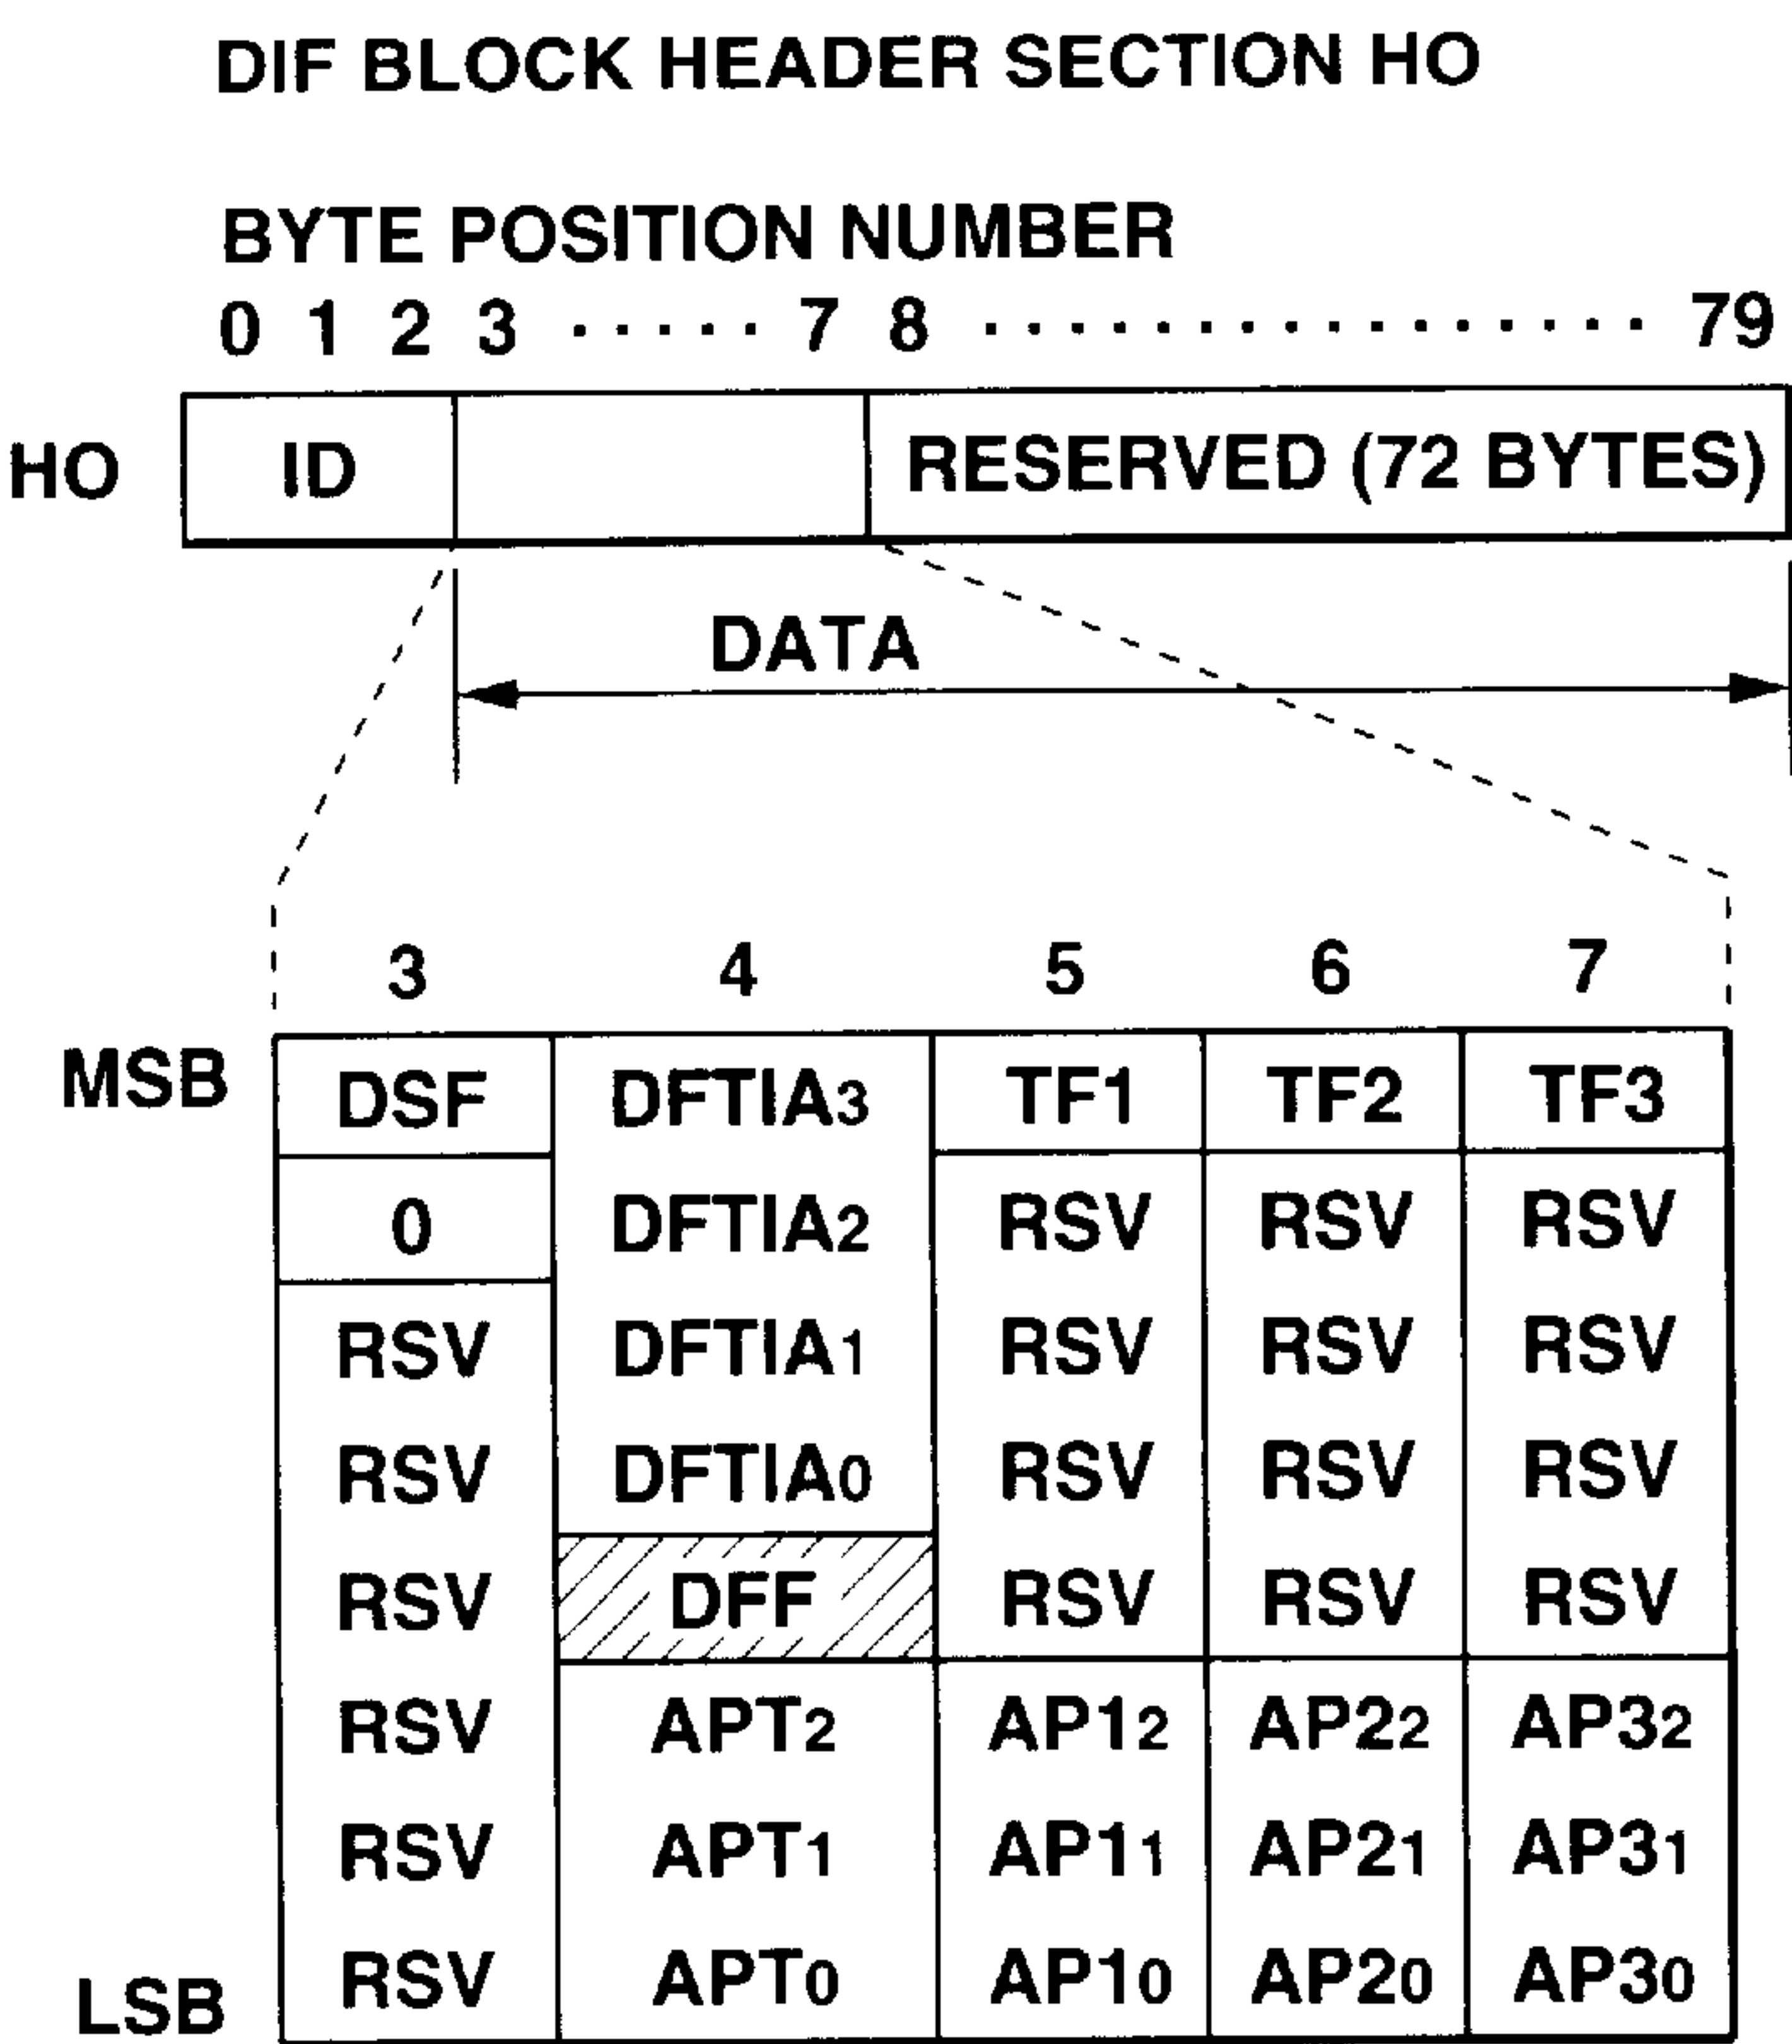 DIF BLOCK HEADER SECTION HO
BYTE POSITION NUMBER
0 1 2 3 ····· 7 8 ················ 79
HO ID RESERVED (72 BYTES)
DATA
3 4 5 6 7
MSB DSF DFTIA3 TF1 TF2 TF3
0 DFTIA2 RSV RSV RSV
RSV DFTIA1 RSV RSV RSV
RSV DFTIA0 RSV RSV RSV
RSV DFF RSV RSV RSV
RSV APT2 AP12 AP22 AP32
RSV APT1 AP11 AP21 AP31
LSB RSV APT0 AP10 AP20 AP30